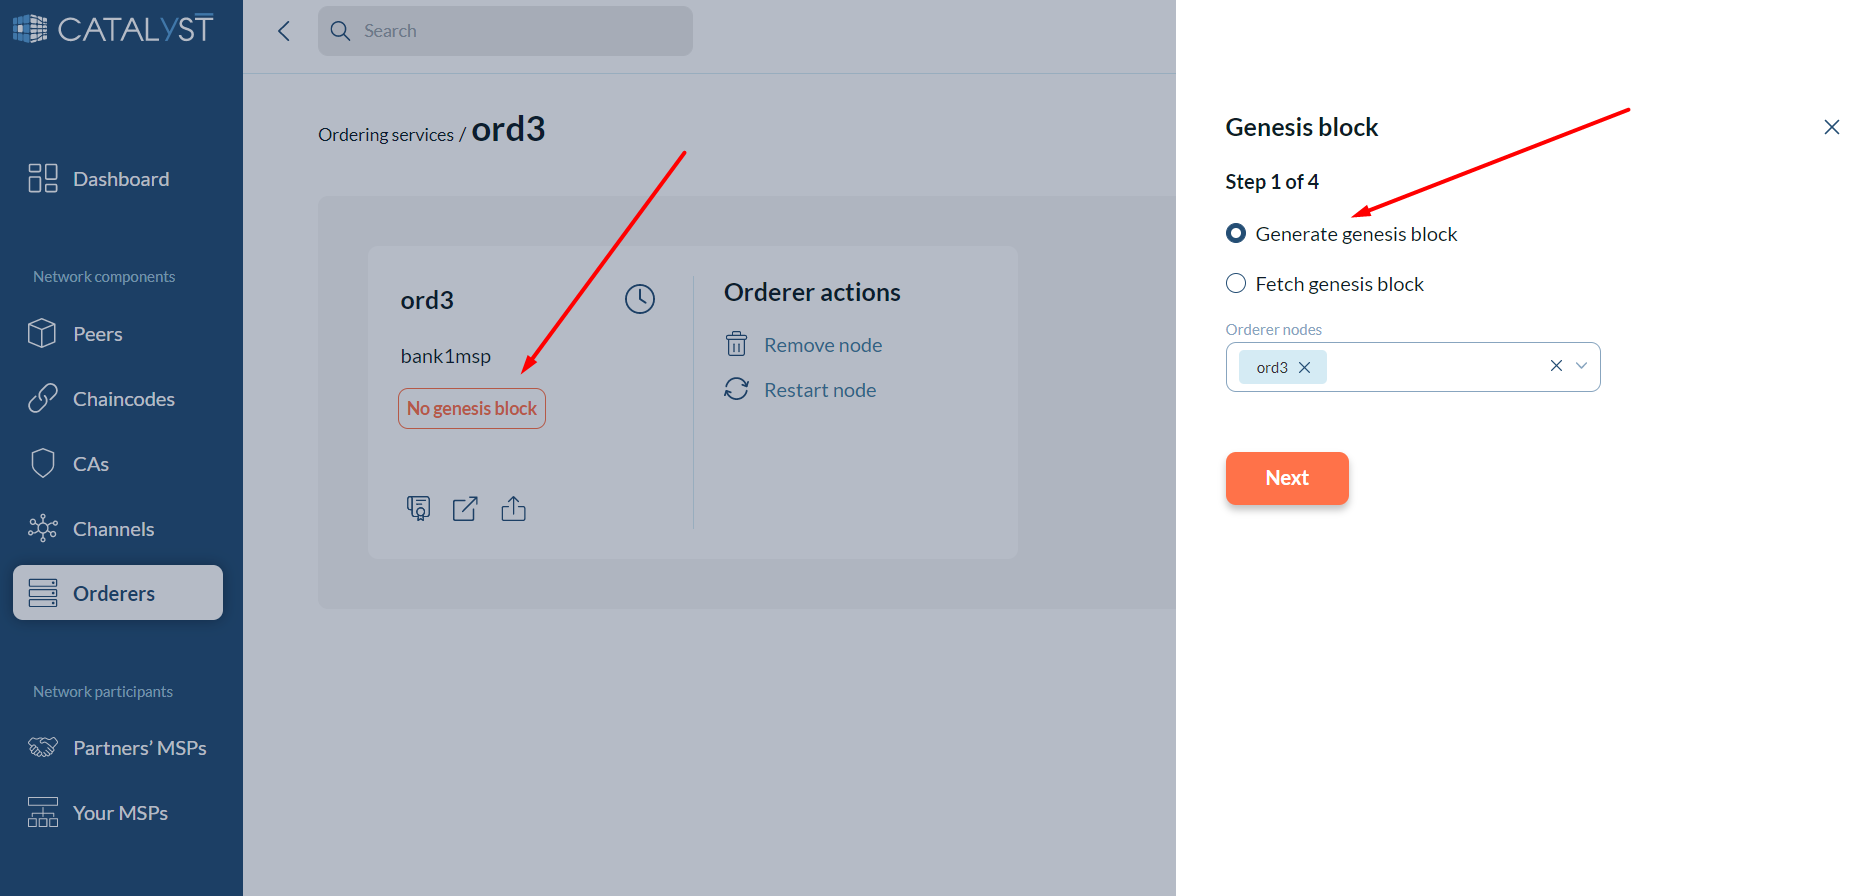 CATALYST
Dashboard
Network components
Peers
Chaincodes
CAs
Channels
Orderers
Network participants
Partners’ MSPs
Your MSPs
Search
Ordering services / ord3
ord3
bank1msp
No genesis block
Orderer actions
Remove node
Restart node
Genesis block
Step 1 of 4
Generate genesis block
Fetch genesis block
Orderer nodes
ord3
Next